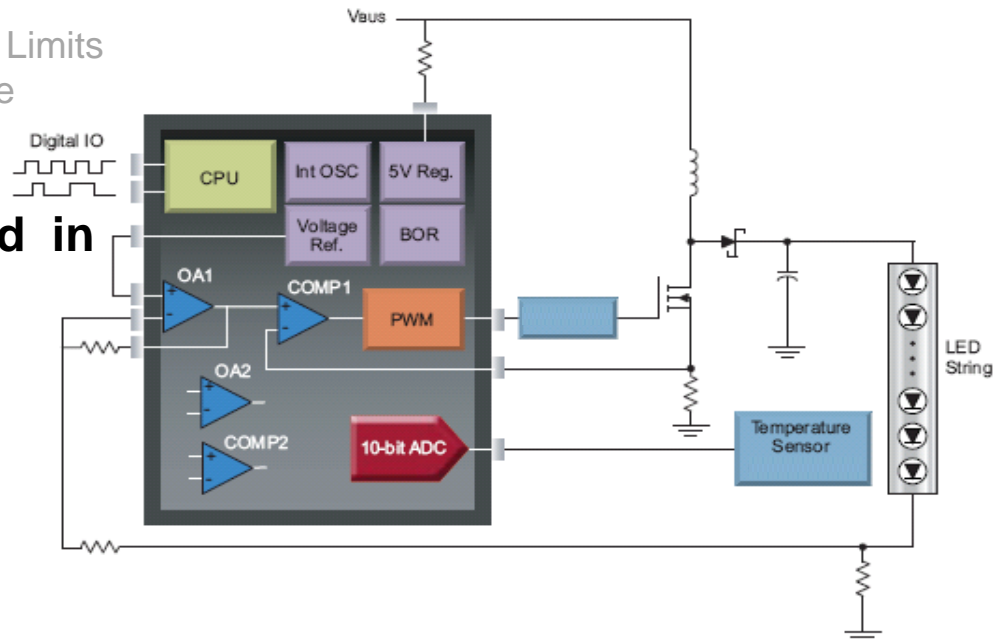 VBUS
Limits
e
Digital IO
CPU
Int OSC
5V Reg.
d in
Voltage
Ref.
BOR
OA1
+
-
COMP1
+
-
PWM
OA2
+
-
LED
String
COMP2
+
-
10-bit ADC
Temperature
Sensor